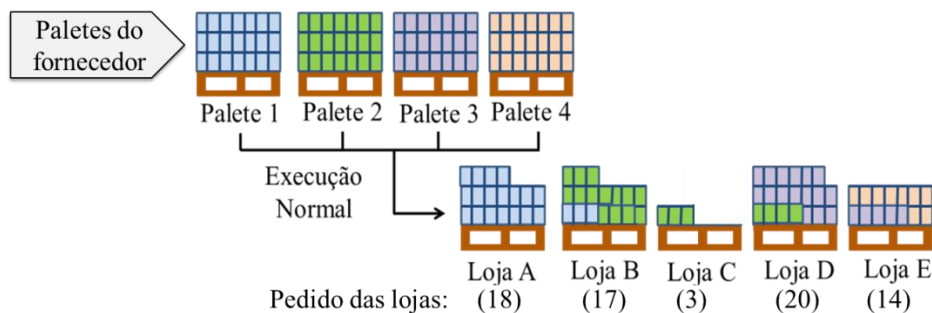 Paletes do
fornecedor
Palete 1 Palete 2 Palete 3 Palete 4
Execução
Normal
Loja A Loja B Loja C Loja D Loja E
Pedido das lojas: (18) (17) (3) (20) (14)